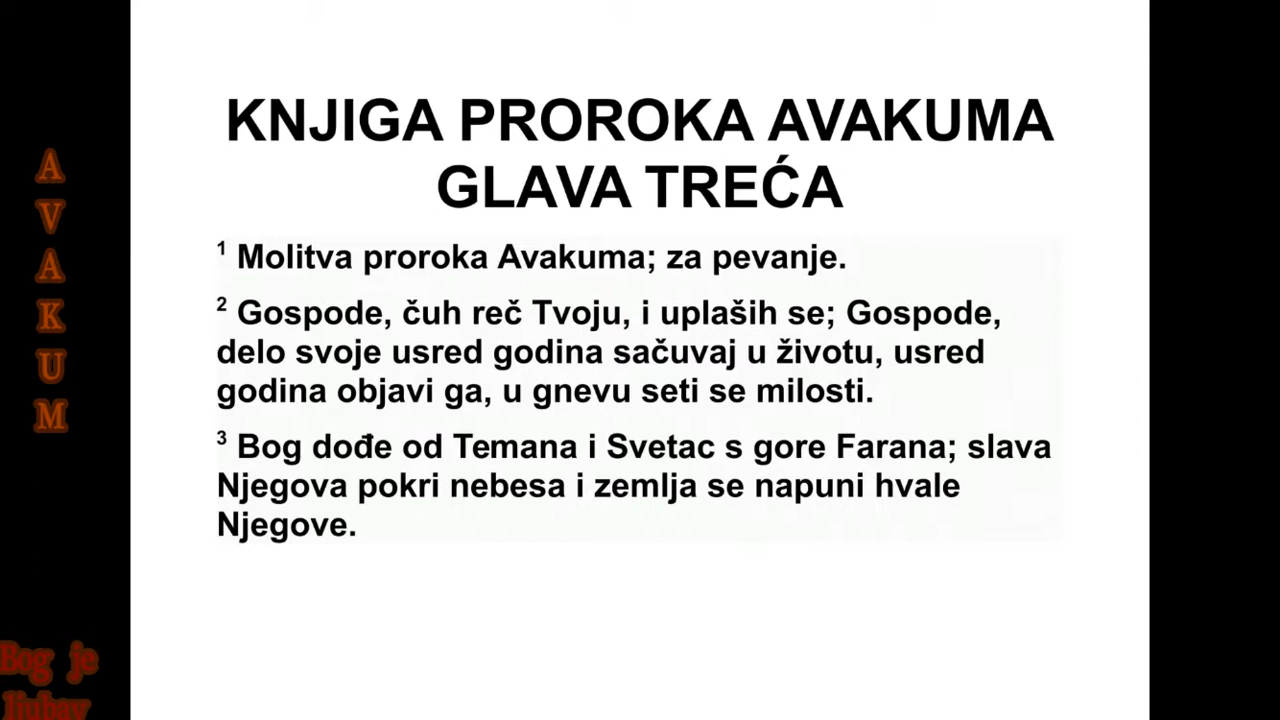 KNJIGA PROROKA AVAKUMA
GLAVA TREĆA
1 Molitva proroka Avakuma; za pevanje.
2 Gospode, čuh reč Tvoju, i uplaših se; Gospode,
delo svoje usred godina sačuvaj u životu, usred
godina objavi ga, u gnevu seti se milosti.
3 Bog dođe od Temana i Svetac s gore Farana; slava
Njegova pokri nebesa i zemlja se napuni hvale
Njegove.
A
V
A
K
U
M
Bog je
ljubav